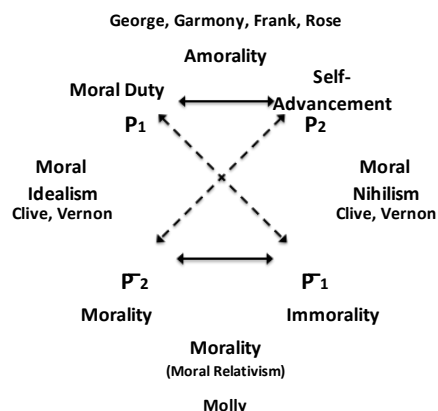 George, Garmony, Frank, Rose
Amorality
Moral Duty
Self-
Advancement
P1
P2
Moral
Idealism
Clive, Vernon
Moral
Nihilism
Clive, Vernon
P̅2
P̅1
Morality
Immorality
Morality
(Moral Relativism)
Molly